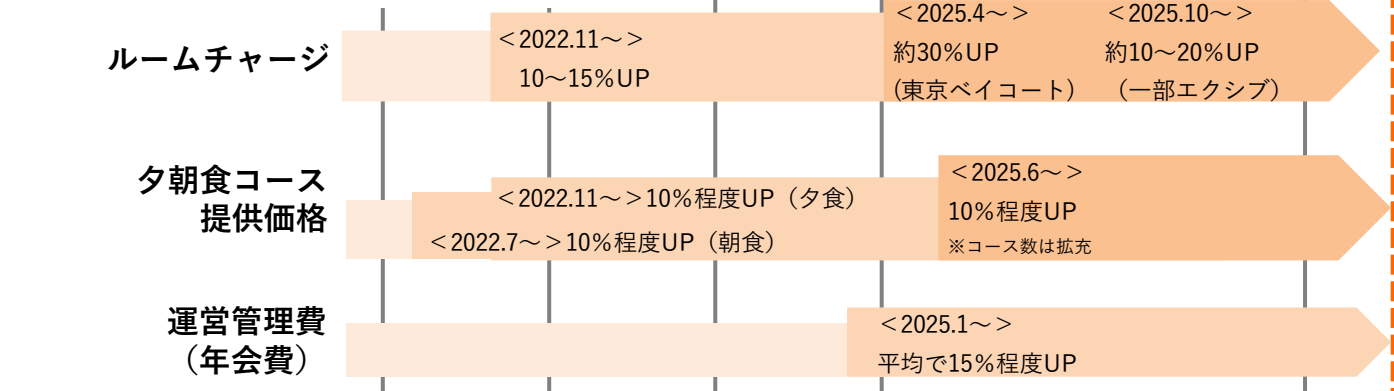 ルームチャージ
＜2022.11～＞
10～15%UP
＜2025.4～＞
約30%UP
(東京ベイコート)
＜2025.10～＞
約10～20%UP
（一部エクシブ）
夕朝食コース
提供価格
＜2022.11～＞10%程度UP（夕食）
＜2022.7～＞10%程度UP（朝食）
＜2025.6～＞
10%程度UP
※コース数は拡充
運営管理費
（年会費）
＜2025.1～＞
平均で15%程度UP